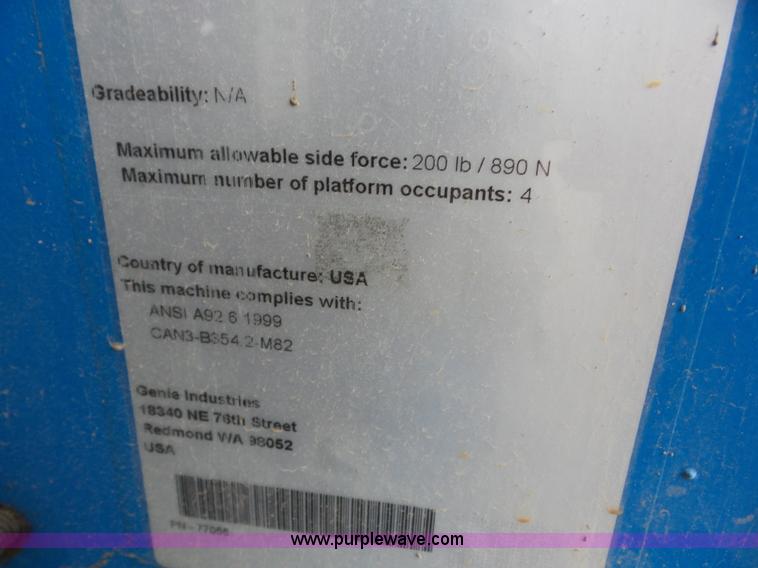 Gradeability: N/A
Maximum allowable side force: 200 lb / 890 N
Maximum number of platform occupants: 4
Country of manufacture: USA
This machine complies with:
ANSI A92.6 1999
CAN3-B354.2-M82
Genie Industries
18340 NE 76th Street
Redmond WA 98052
USA
PN - 77055
www.purplewave.com